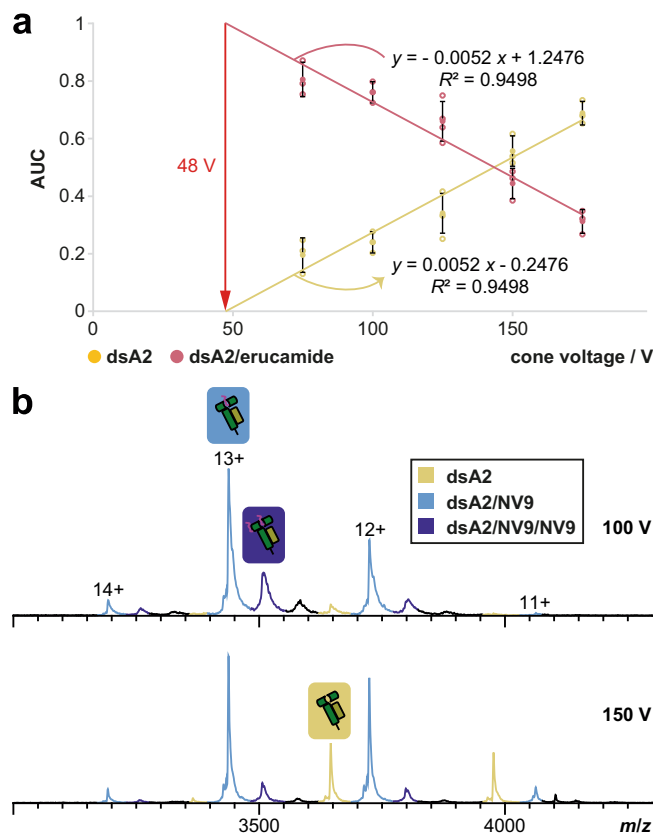 a
1
0.8
0.6
0.4
0.2
0
AUC
48 V
y = - 0.0052 x + 1.2476
R² = 0.9498
y = 0.0052 x - 0.2476
R² = 0.9498
0 50 100 150
dsA2 dsA2/erucamide cone voltage / V
b
13+
14+
12+
11+
dsA2
dsA2/NV9
dsA2/NV9/NV9
100 V
150 V
3500 4000 m/z